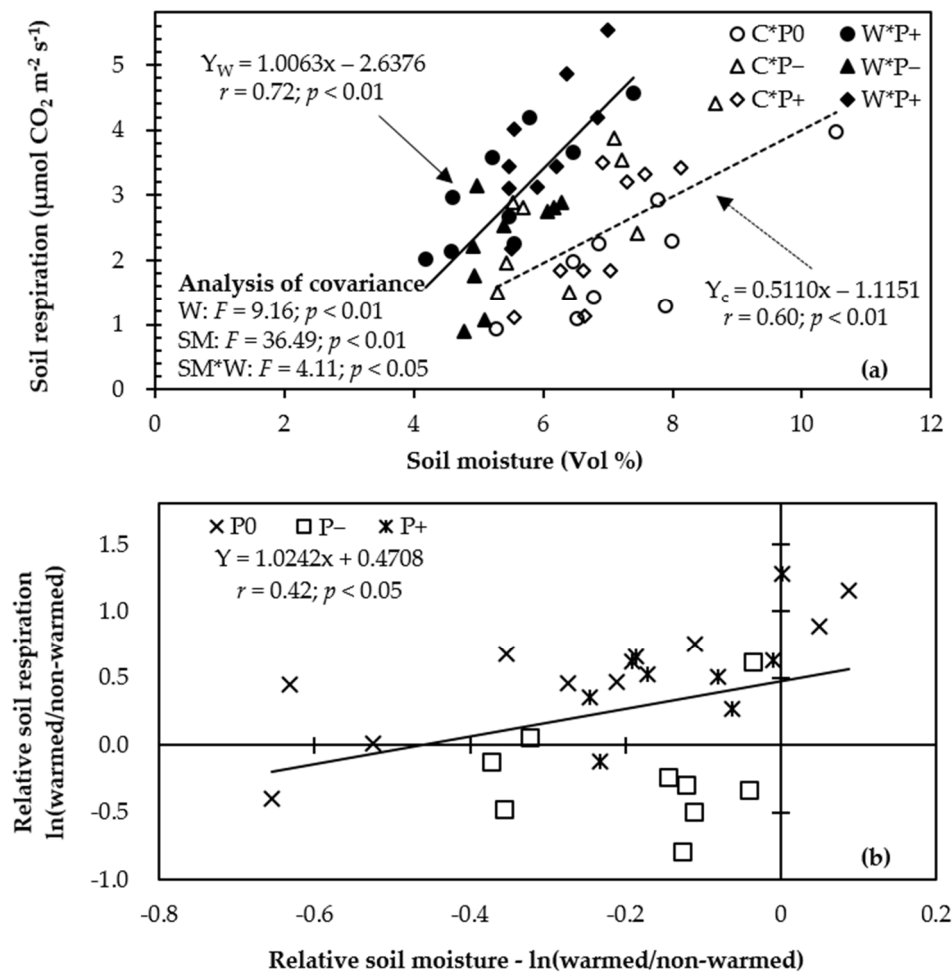 Soil respiration (μmol CO₂ m⁻² s⁻¹)
5
4
3
2
1
0
Y_W = 1.0063x − 2.6376
r = 0.72; p < 0.01
C*P0
W*P+
C*P−
W*P−
C*P+
W*P+
Analysis of covariance
W: F = 9.16; p < 0.01
SM: F = 36.49; p < 0.01
SM*W: F = 4.11; p < 0.05
Y_c = 0.5110x − 1.1151
r = 0.60; p < 0.01
(a)
0 2 4 6 8 10 12
Soil moisture (Vol %)
Relative soil respiration
ln(warmed/non-warmed)
1.5
1.0
0.5
0.0
-0.5
-1.0
P0 P− P+
Y = 1.0242x + 0.4708
r = 0.42; p < 0.05
(b)
-0.8 -0.6 -0.4 -0.2 0 0.2
Relative soil moisture - ln(warmed/non-warmed)